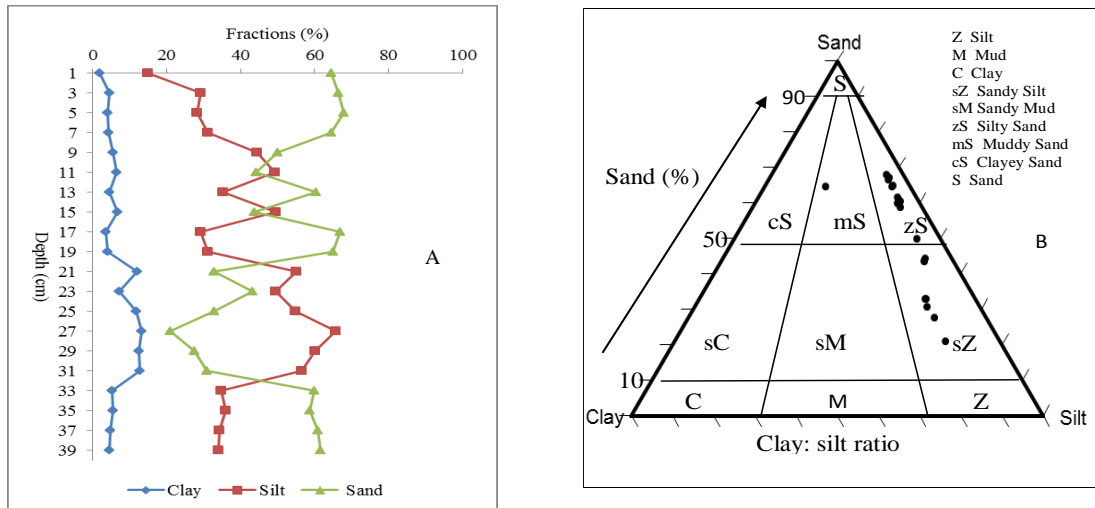 Fractions (%)
0 20 40 60 80 100
1
3
5
7
9
11
13
15
17
19
21
23
25
27
29
31
33
35
37
39
Depth (cm)
A
Clay Silt Sand
Z Silt
M Mud
C Clay
sZ Sandy Silt
sM Sandy Mud
zS Silty Sand
mS Muddy Sand
cS Clayey Sand
S Sand
Sand
S
90
Sand (%)
cS mS zS
50
B
sC sM sZ
10
C M Z
Clay Silt
Clay: silt ratio